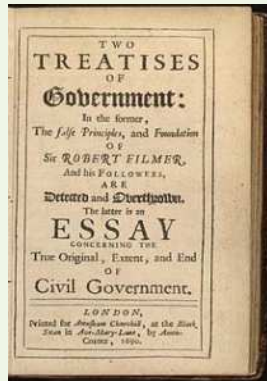 TWO
TREATISES
OF
Government:
In the former,
The false Principles, and Foundation
OF
Sir ROBERT FILMER,
And his FOLLOWERS,
ARE
Detected and Overthrown.
The latter is an
ESSAY
CONCERNING THE
True Original, Extent, and End
OF
Civil Government.
LONDON,
Printed for Awnsham Churchill, at the Black
Swan in Ave-Mary-Lane, by Amen-
Corner, 1690.